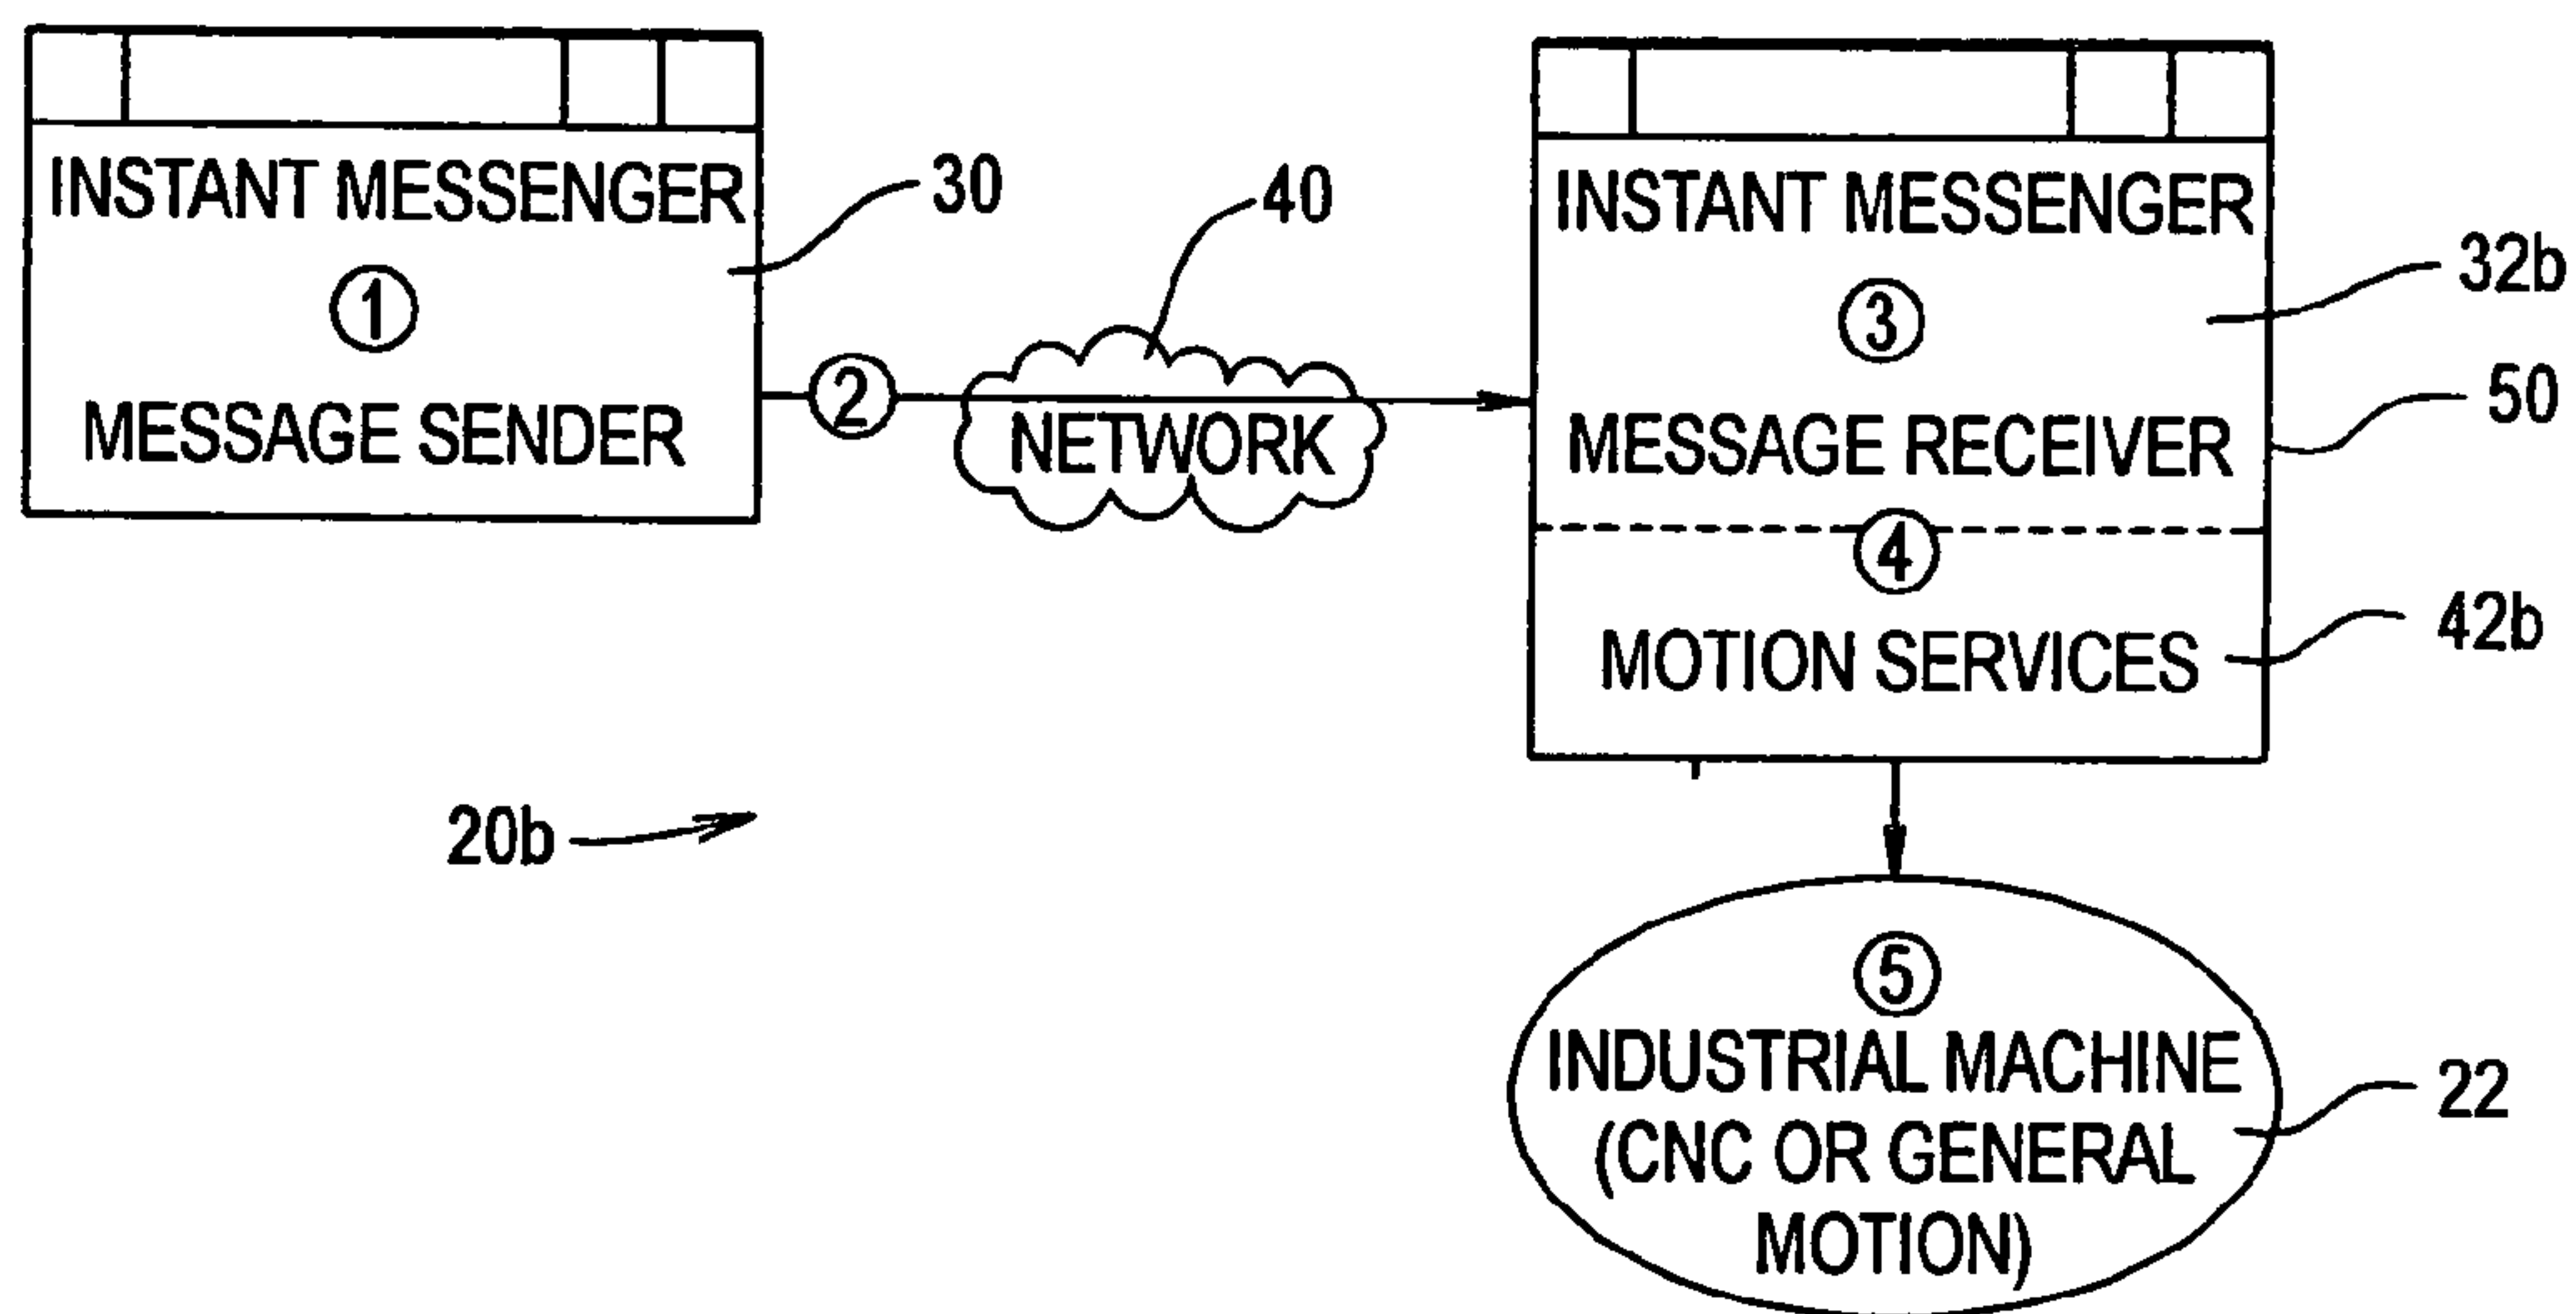 INSTANT MESSENGER
①
MESSAGE SENDER
30
②
40
NETWORK
INSTANT MESSENGER
③
MESSAGE RECEIVER
④
MOTION SERVICES
32b
50
42b
20b
⑤
INDUSTRIAL MACHINE
(CNC OR GENERAL
MOTION)
22